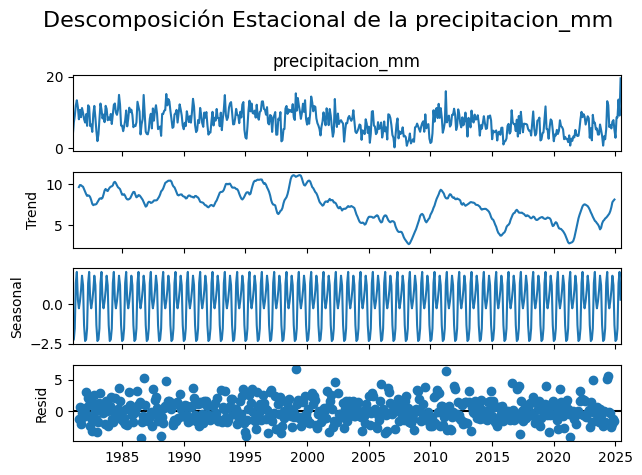 Descomposición Estacional de la precipitacion_mm
precipitacion_mm
20
0
Trend
10
5
Seasonal
0.0
−2.5
Resid
5
0
1985 1990 1995 2000 2005 2010 2015 2020 2025